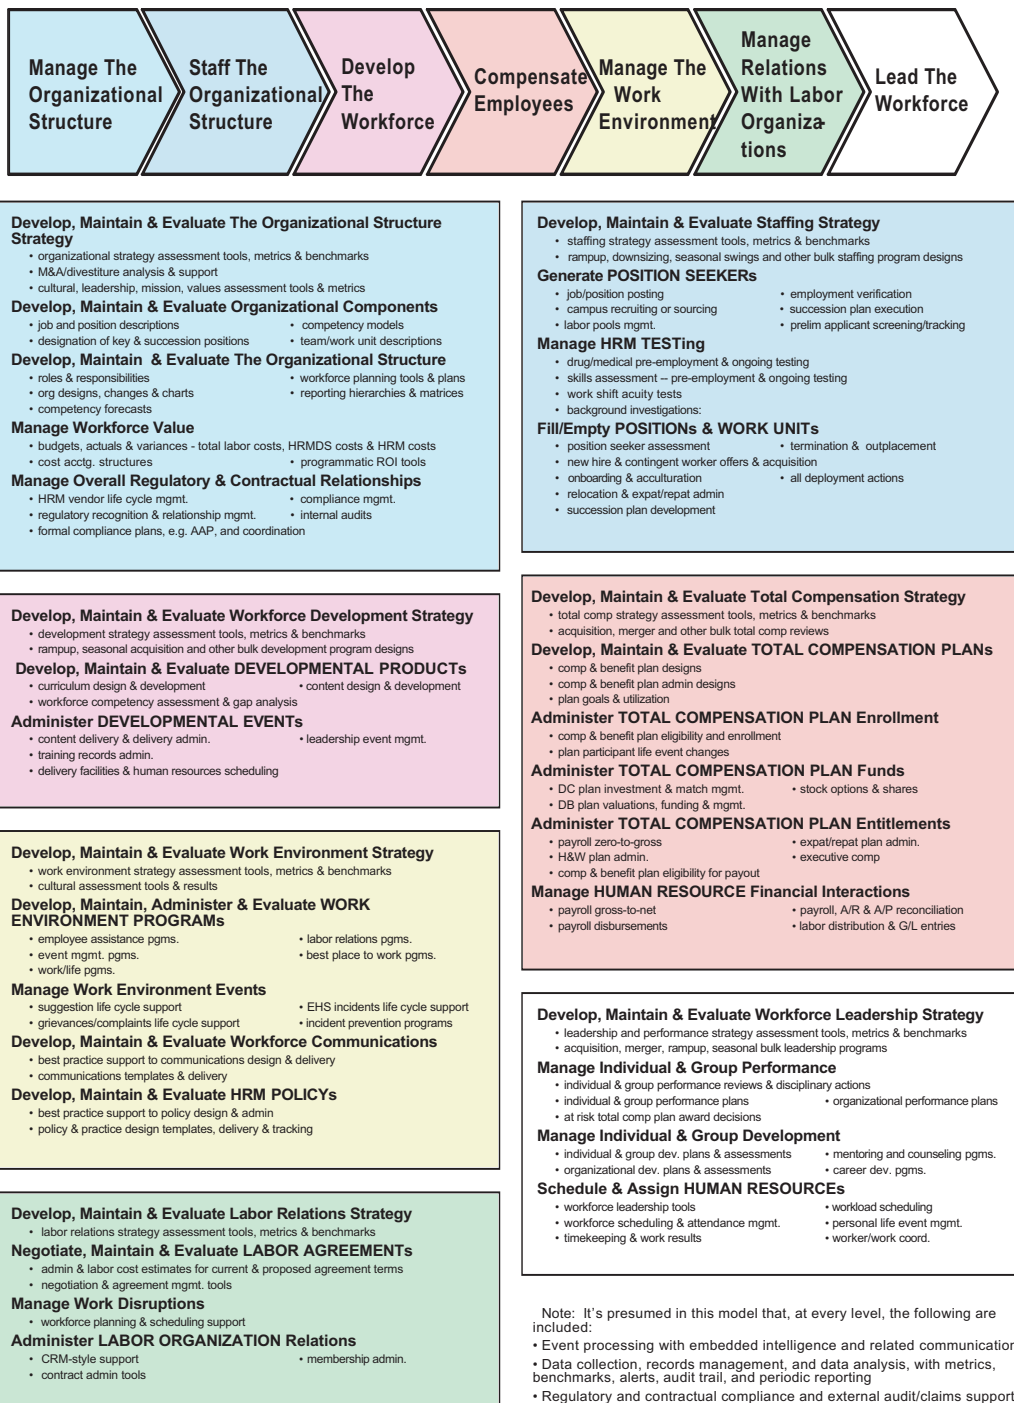 Manage The
Organizational
Structure
Staff The
Organizational
Structure
Develop
The
Workforce
Compensate
Employees
Manage The
Work
Environment
Manage
Relations
With Labor
Organiza-
tions
Lead The
Workforce
Develop, Maintain & Evaluate The Organizational Structure
Strategy
• organizational strategy assessment tools, metrics & benchmarks
• M&A/divestiture analysis & support
• cultural, leadership, mission, values assessment tools & metrics
Develop, Maintain & Evaluate Organizational Components
• job and position descriptions • competency models
• designation of key & succession positions • team/work unit descriptions
Develop, Maintain & Evaluate The Organizational Structure
• roles & responsibilities • workforce planning tools & plans
• org designs, changes & charts • reporting hierarchies & matrices
• competency forecasts
Manage Workforce Value
• budgets, actuals & variances - total labor costs, HRMDS costs & HRM costs
• cost acctg. structures • programmatic ROI tools
Manage Overall Regulatory & Contractual Relationships
• HRM vendor life cycle mgmt. • compliance mgmt.
• regulatory recognition & relationship mgmt. • internal audits
• formal compliance plans, e.g. AAP, and coordination
Develop, Maintain & Evaluate Workforce Development Strategy
• development strategy assessment tools, metrics & benchmarks
• rampup, seasonal acquisition and other bulk development program designs
Develop, Maintain & Evaluate DEVELOPMENTAL PRODUCTs
• curriculum design & development • content design & development
• workforce competency assessment & gap analysis
Administer DEVELOPMENTAL EVENTs
• content delivery & delivery admin. • leadership event mgmt.
• training records admin.
• delivery facilities & human resources scheduling
Develop, Maintain & Evaluate Work Environment Strategy
• work environment strategy assessment tools, metrics & benchmarks
• cultural assessment tools & results
Develop, Maintain, Administer & Evaluate WORK
ENVIRONMENT PROGRAMs
• employee assistance pgms. • labor relations pgms.
• event mgmt. pgms. • best place to work pgms.
• work/life pgms.
Manage Work Environment Events
• suggestion life cycle support • EHS incidents life cycle support
• grievances/complaints life cycle support • incident prevention programs
Develop, Maintain & Evaluate Workforce Communications
• best practice support to communications design & delivery
• communications templates & delivery
Develop, Maintain & Evaluate HRM POLICYs
• best practice support to policy design & admin
• policy & practice design templates, delivery & tracking
Develop, Maintain & Evaluate Labor Relations Strategy
• labor relations strategy assessment tools, metrics & benchmarks
Negotiate, Maintain & Evaluate LABOR AGREEMENTs
• admin & labor cost estimates for current & proposed agreement terms
• negotiation & agreement mgmt. tools
Manage Work Disruptions
• workforce planning & scheduling support
Administer LABOR ORGANIZATION Relations
• CRM-style support • membership admin.
• contract admin tools
Develop, Maintain & Evaluate Staffing Strategy
• staffing strategy assessment tools, metrics & benchmarks
• rampup, downsizing, seasonal swings and other bulk staffing program designs
Generate POSITION SEEKERs
• job/position posting • employment verification
• campus recruiting or sourcing • succession plan execution
• labor pools mgmt. • prelim applicant screening/tracking
Manage HRM TESTing
• drug/medical pre-employment & ongoing testing
• skills assessment -- pre-employment & ongoing testing
• work shift acuity tests
• background investigations:
Fill/Empty POSITIONs & WORK UNITs
• position seeker assessment • termination & outplacement
• new hire & contingent worker offers & acquisition
• onboarding & acculturation • all deployment actions
• relocation & expat/repat admin
• succession plan development
Develop, Maintain & Evaluate Total Compensation Strategy
• total comp strategy assessment tools, metrics & benchmarks
• acquisition, merger and other bulk total comp reviews
Develop, Maintain & Evaluate TOTAL COMPENSATION PLANs
• comp & benefit plan designs
• comp & benefit plan admin designs
• plan goals & utilization
Administer TOTAL COMPENSATION PLAN Enrollment
• comp & benefit plan eligibility and enrollment
• plan participant life event changes
Administer TOTAL COMPENSATION PLAN Funds
• DC plan investment & match mgmt. • stock options & shares
• DB plan valuations, funding & mgmt.
Administer TOTAL COMPENSATION PLAN Entitlements
• payroll zero-to-gross • expat/repat plan admin.
• H&W plan admin. • executive comp
• comp & benefit plan eligibility for payout
Manage HUMAN RESOURCE Financial Interactions
• payroll gross-to-net • payroll, A/R & A/P reconciliation
• payroll disbursements • labor distribution & G/L entries
Develop, Maintain & Evaluate Workforce Leadership Strategy
• leadership and performance strategy assessment tools, metrics & benchmarks
• acquisition, merger, rampup, seasonal bulk leadership programs
Manage Individual & Group Performance
• individual & group performance reviews & disciplinary actions
• individual & group performance plans • organizational performance plans
• at risk total comp plan award decisions
Manage Individual & Group Development
• individual & group dev. plans & assessments • mentoring and counseling pgms.
• organizational dev. plans & assessments • career dev. pgms.
Schedule & Assign HUMAN RESOURCEs
• workforce leadership tools • workload scheduling
• workforce scheduling & attendance mgmt. • personal life event mgmt.
• timekeeping & work results • worker/work coord.
Note: It's presumed in this model that, at every level, the following are
included:
• Event processing with embedded intelligence and related communication
• Data collection, records management, and data analysis, with metrics,
benchmarks, alerts, audit trail, and periodic reporting
• Regulatory and contractual compliance and external audit/claims support